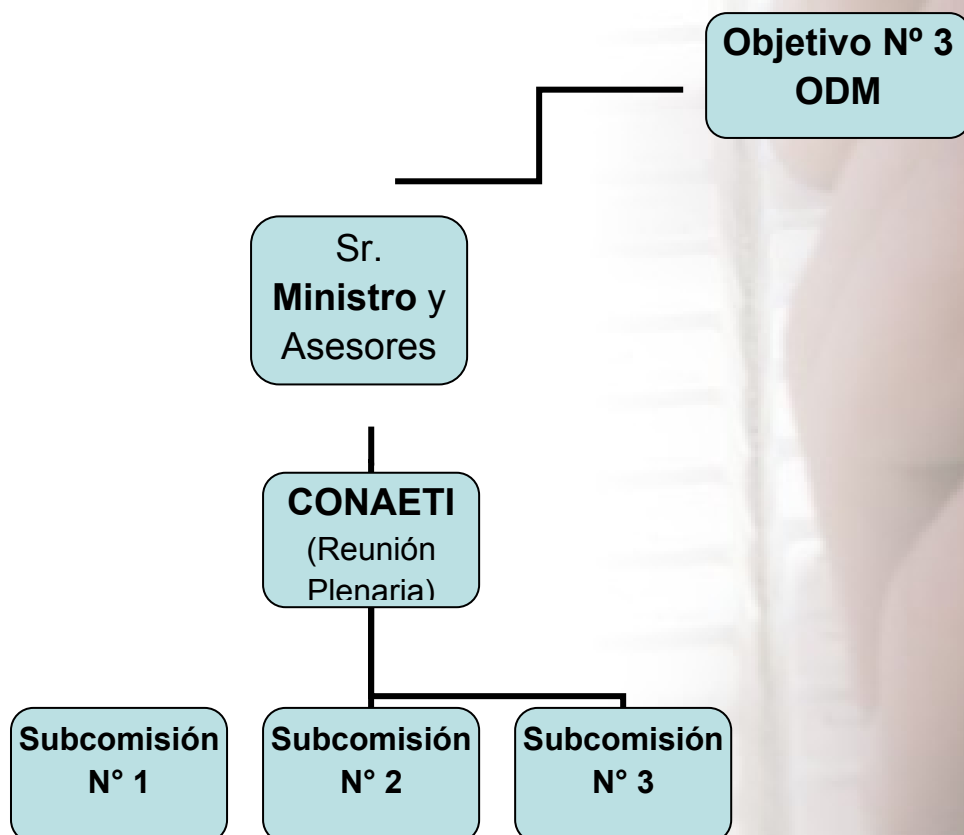 Objetivo Nº 3
ODM
Sr.
Ministro y
Asesores
CONAETI
(Reunión
Plenaria)
Subcomisión
N° 1
Subcomisión
N° 2
Subcomisión
N° 3